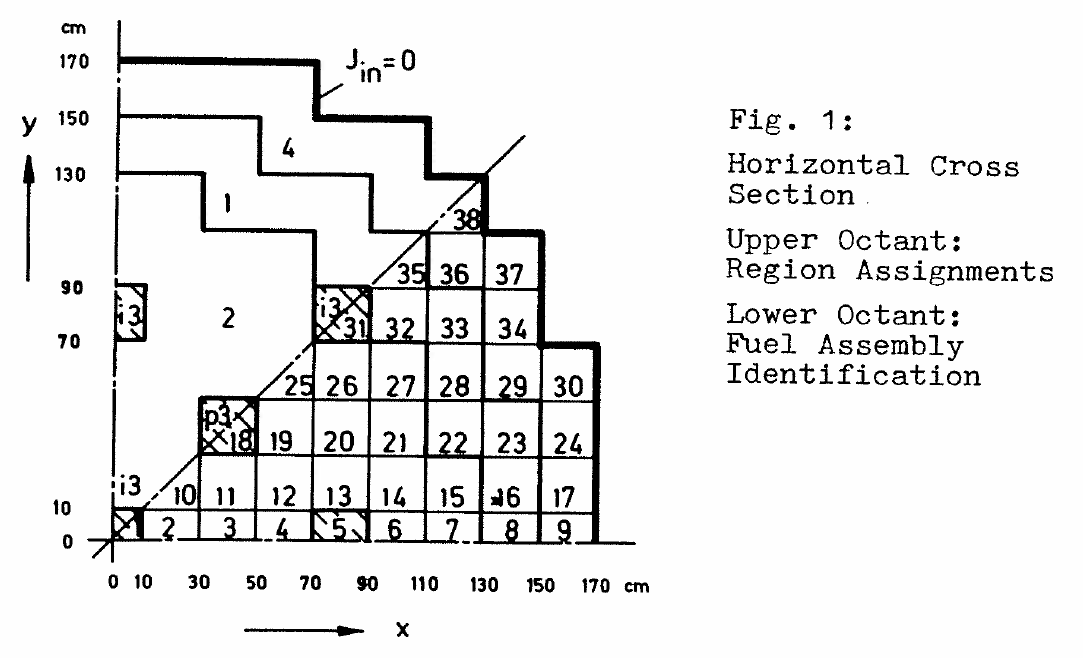 cm
170
J in = 0
150
y
4
130
1
38
35 36 37
90
i3
i3
2
31 32 33 34
70
25 26 27 28 29 30
p3
18 19 20 21 22 23 24
i3
10 11 12 13 14 15 16 17
10
1 2 3 4 5 6 7 8 9
0
0 10 30 50 70 90 110 130 150 170 cm
x
Fig. 1:
Horizontal Cross
Section
Upper Octant:
Region Assignments
Lower Octant:
Fuel Assembly
Identification